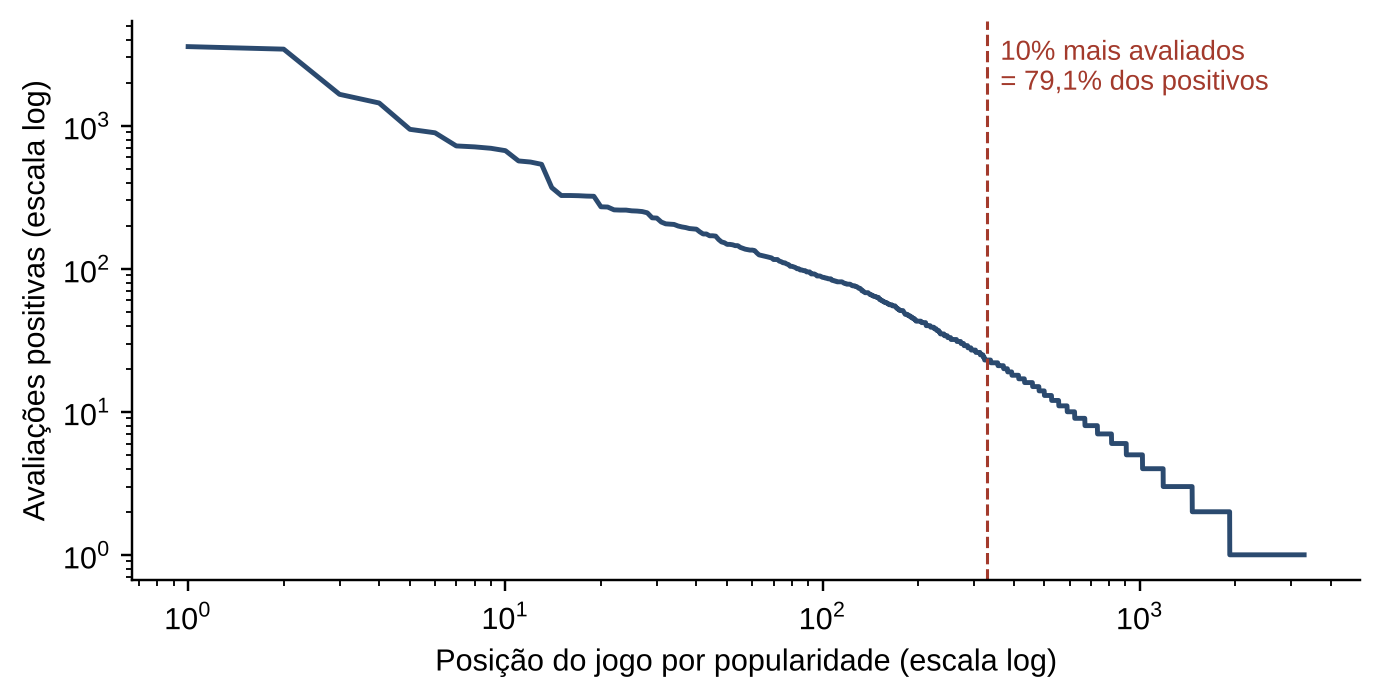 10% mais avaliados
= 79,1% dos positivos
Avaliações positivas (escala log)
10³
10²
10¹
10⁰
10⁰ 10¹ 10² 10³
Posição do jogo por popularidade (escala log)